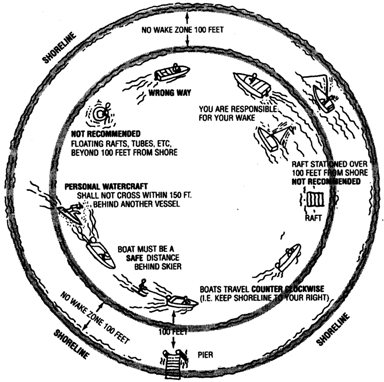 SHORELINE
NO WAKE ZONE 100 FEET
WRONG WAY
YOU ARE RESPONSIBLE
FOR YOUR WAKE
NOT RECOMMENDED
FLOATING RAFTS, TUBES, ETC,
BEYOND 100 FEET FROM SHORE
RAFT STATIONED OVER
100 FEET FROM SHORE
NOT RECOMMENDED
RAFT
PERSONAL WATERCRAFT
SHALL NOT CROSS WITHIN 150 FT.
BEHIND ANOTHER VESSEL
BOAT MUST BE A
SAFE DISTANCE
BEHIND SKIER
BOATS TRAVEL COUNTER CLOCKWISE
(I.E. KEEP SHORELINE TO YOUR RIGHT)
NO WAKE ZONE 100 FEET
SHORELINE
SHORELINE
100 FEET
PIER